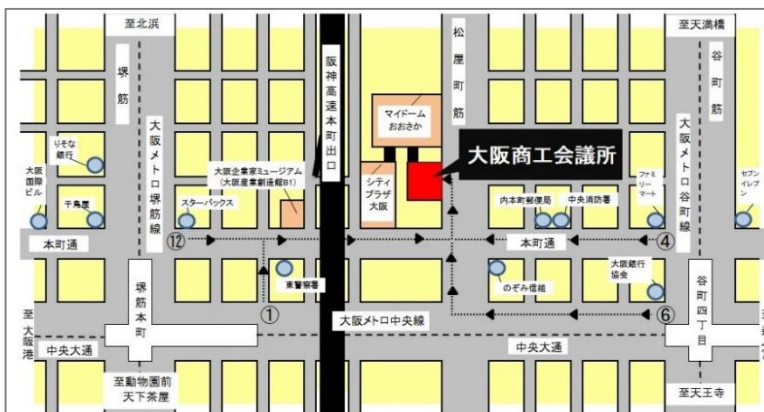 至北浜
堺筋
大阪メトロ堺筋線
阪神高速本町出口
松屋町筋
至天満橋
谷町筋
大阪メトロ谷町線
マイドーム
おおさか
大阪商工会議所
りそな
銀行
大阪
国際
ビル
千鳥屋
スターバックス
大阪企業家ミュージアム
(大阪産業創造館B1)
シティ
プラザ
大阪
内本町郵便局
中央消防署
ファミ
リー
マート
セブン
イレブ
ン
本町通
⑫
本町通
④
堺筋本町
東警察署
①
のぞみ信組
大阪銀行
協会
⑥
谷町四丁目
至大阪港
大阪メトロ中央線
中央大通
中央大通
至動物園前
天下茶屋
至天王寺